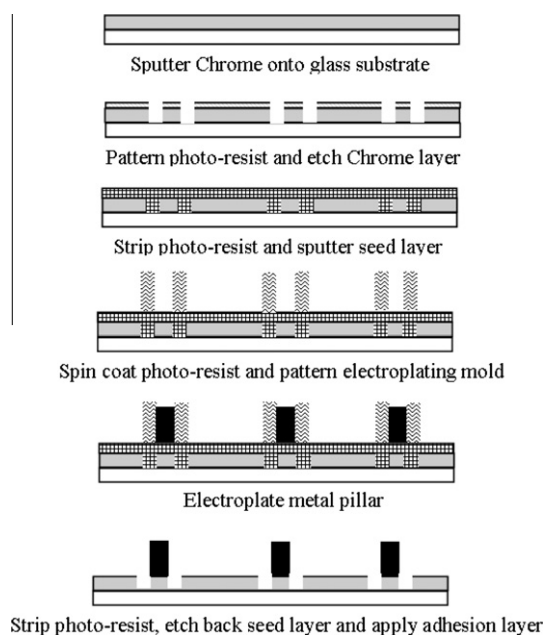 Sputter Chrome onto glass substrate
Pattern photo-resist and etch Chrome layer
Strip photo-resist and sputter seed layer
Spin coat photo-resist and pattern electroplating mold
Electroplate metal pillar
Strip photo-resist, etch back seed layer and apply adhesion layer